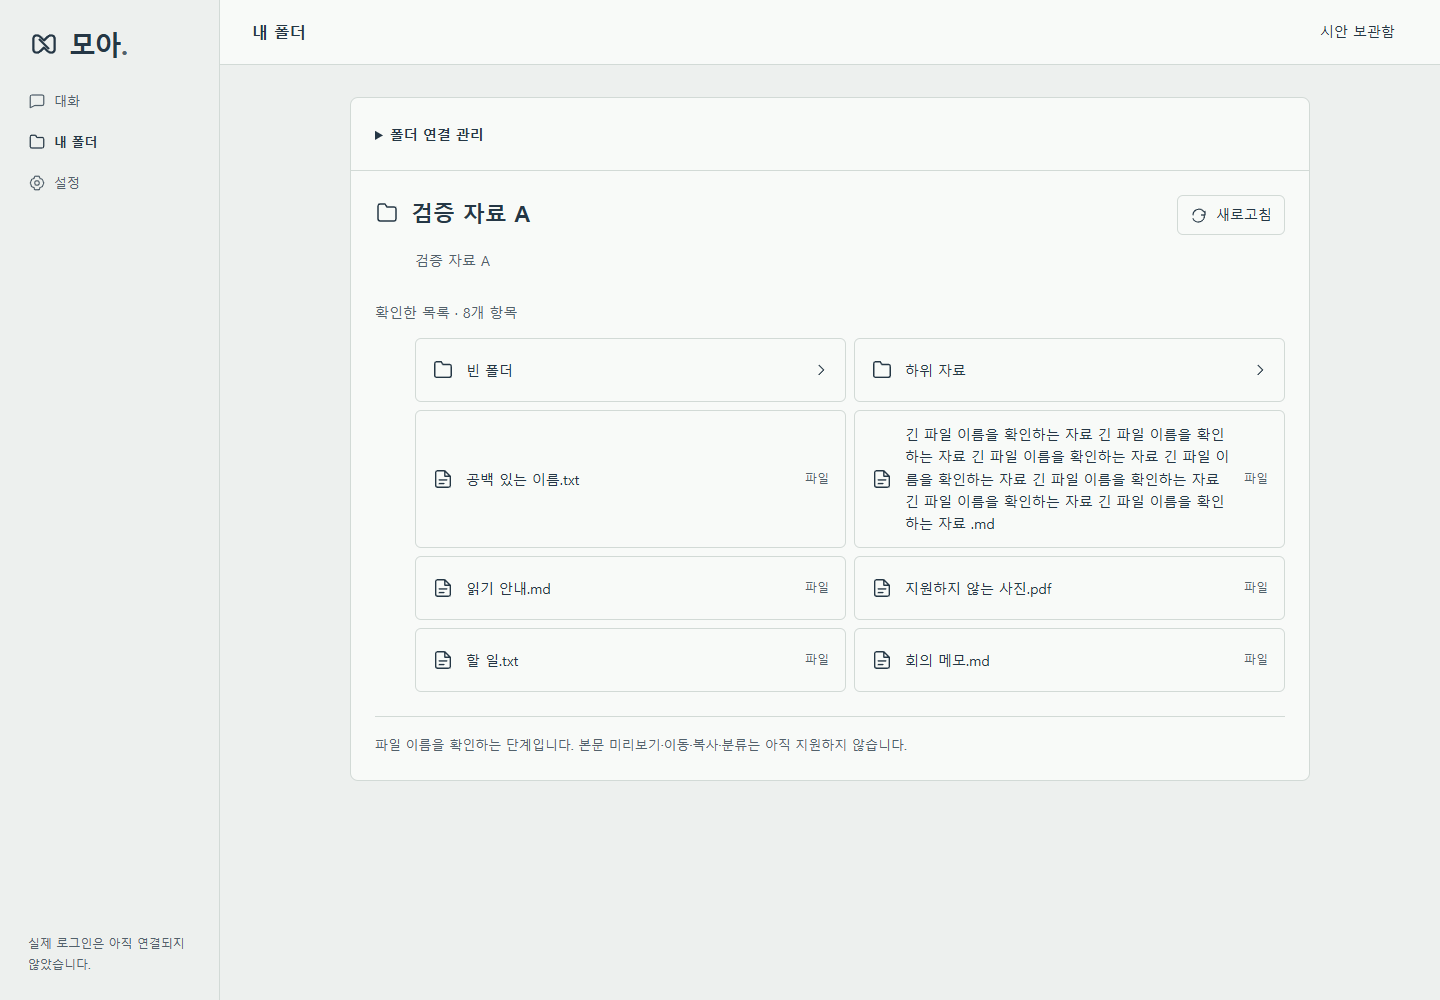 모아.
대화
내 폴더
설정
실제 로그인은 아직 연결되지
않았습니다.
내 폴더
시안 보관함
▶ 폴더 연결 관리
검증 자료 A
새로고침
검증 자료 A
확인한 목록 · 8개 항목
빈 폴더
하위 자료
공백 있는 이름.txt
파일
긴 파일 이름을 확인하는 자료 긴 파일 이름을 확인
하는 자료 긴 파일 이름을 확인하는 자료 긴 파일 이
름을 확인하는 자료 긴 파일 이름을 확인하는 자료
긴 파일 이름을 확인하는 자료 긴 파일 이름을 확인
하는 자료 .md
파일
읽기 안내.md
파일
지원하지 않는 사진.pdf
파일
할 일.txt
파일
회의 메모.md
파일
파일 이름을 확인하는 단계입니다. 본문 미리보기·이동·복사·분류는 아직 지원하지 않습니다.